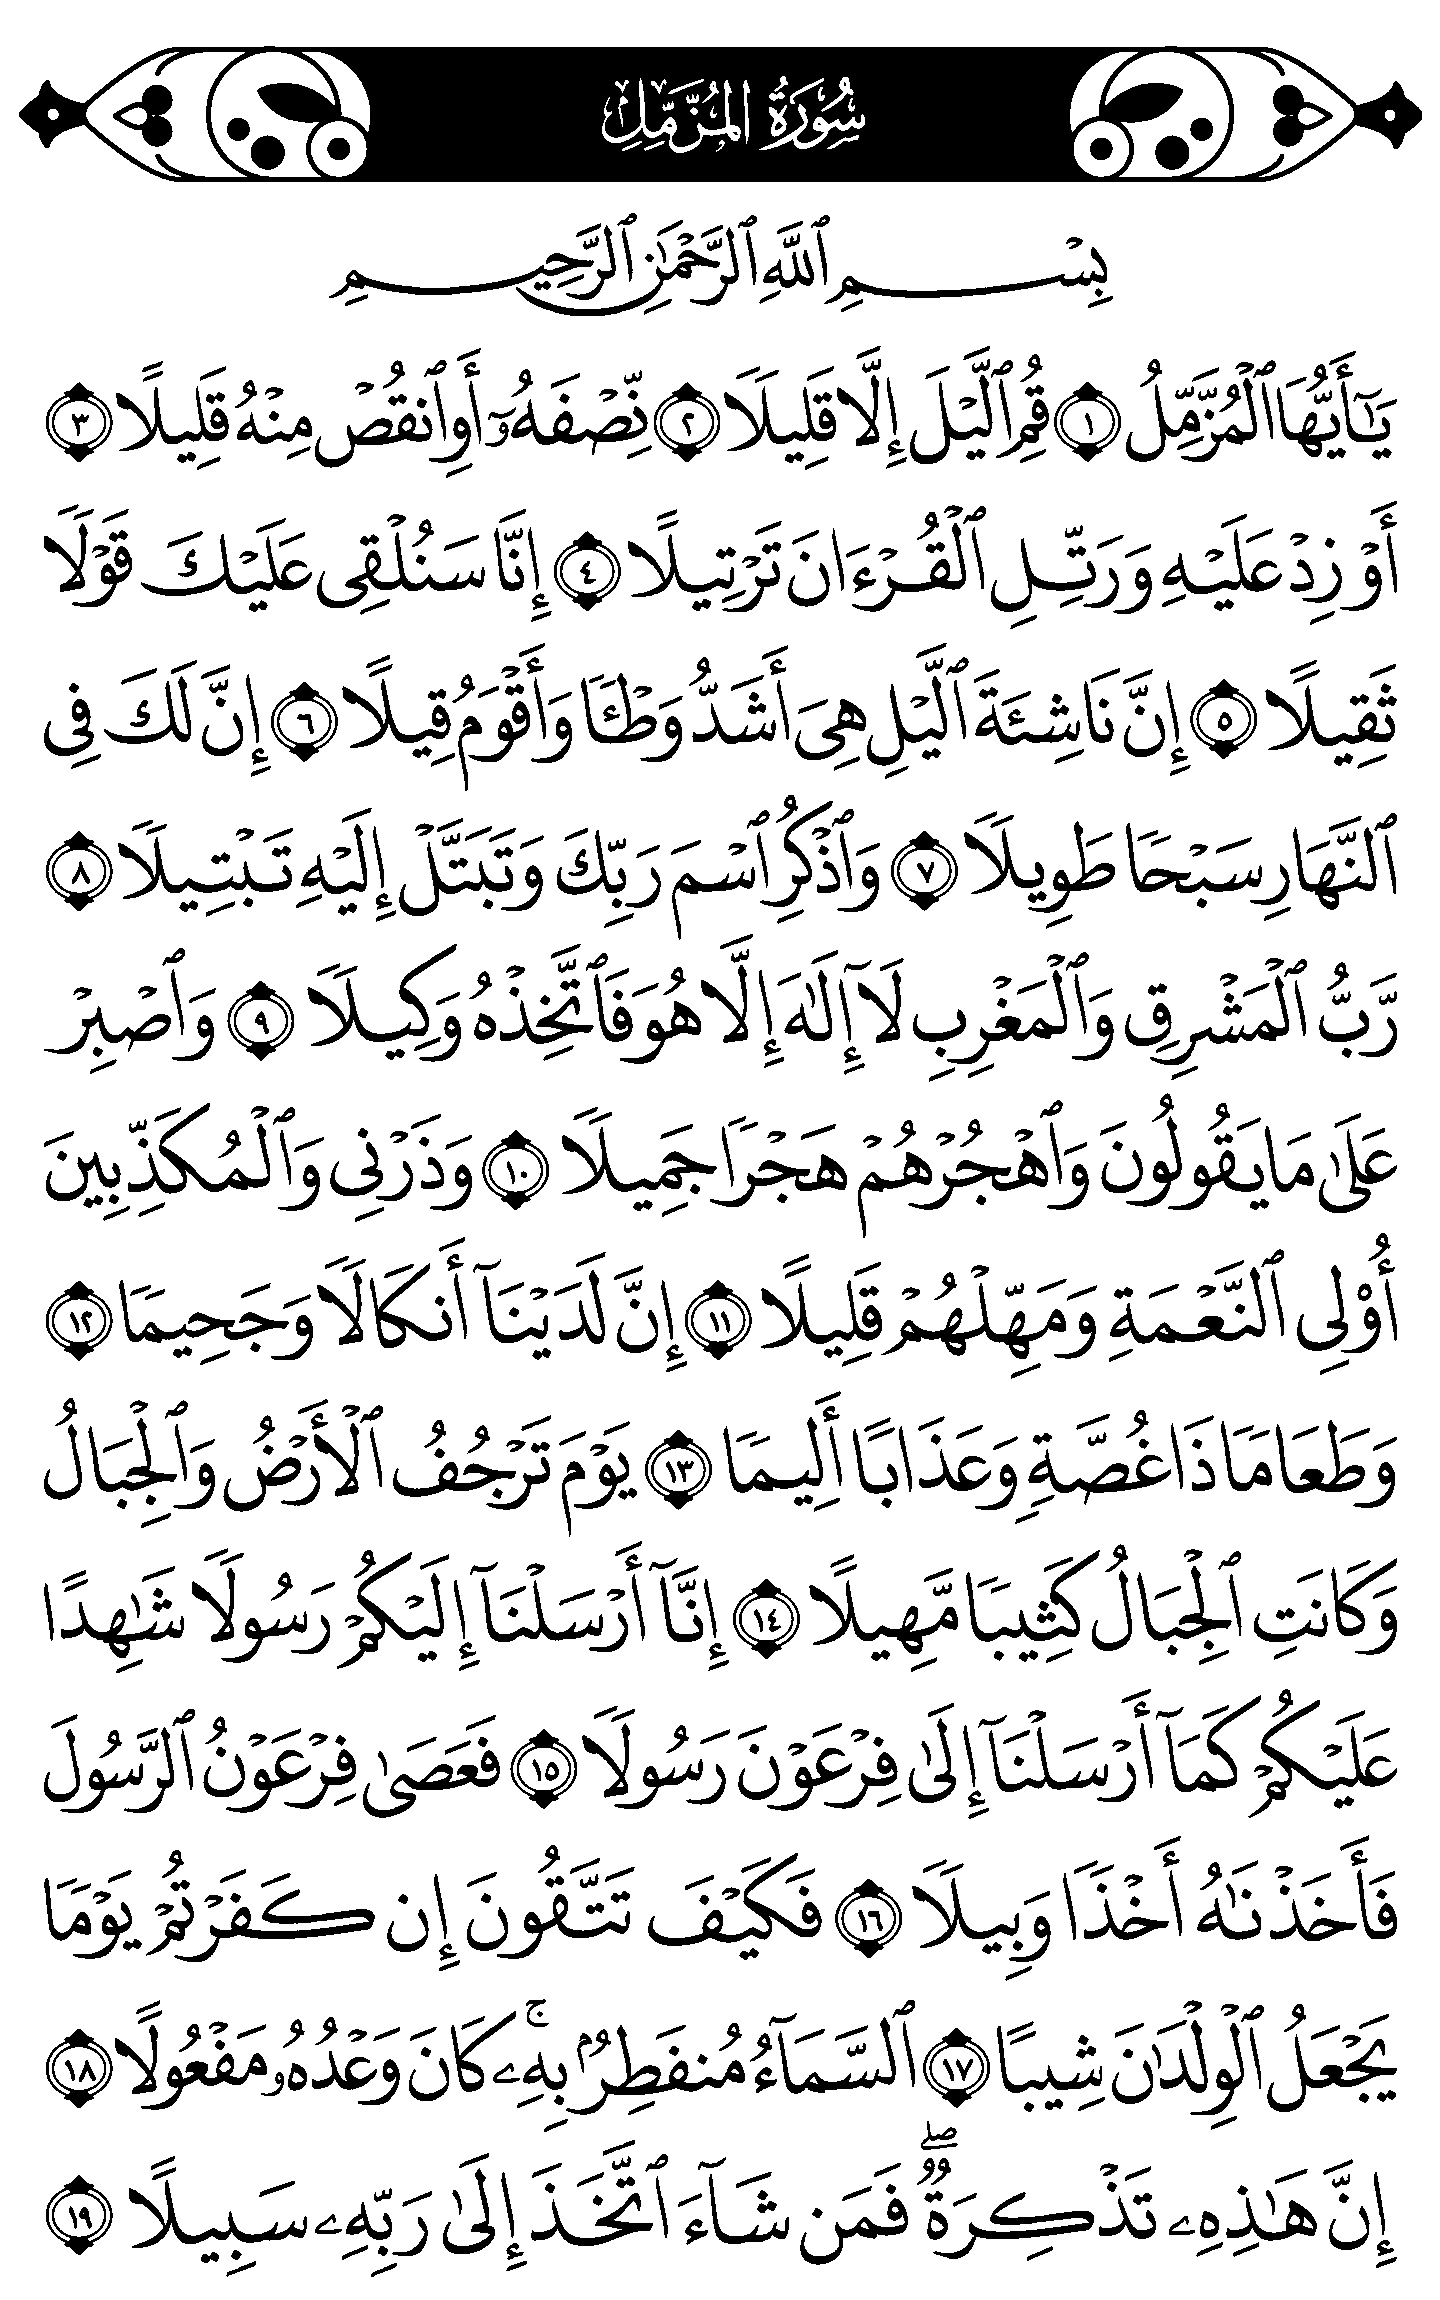 سُورَةُ المُزَّمِّلِ
بِسْمِ ٱللَّهِ ٱلرَّحْمَٰنِ ٱلرَّحِيمِ
يَٰٓأَيُّهَا ٱلْمُزَّمِّلُ ١ قُمِ ٱلَّيْلَ إِلَّا قَلِيلًا ٢ نِّصْفَهُۥٓ أَوِ ٱنقُصْ مِنْهُ قَلِيلًا ٣
أَوْ زِدْ عَلَيْهِ وَرَتِّلِ ٱلْقُرْءَانَ تَرْتِيلًا ٤ إِنَّا سَنُلْقِى عَلَيْكَ قَوْلًا
ثَقِيلًا ٥ إِنَّ نَاشِئَةَ ٱلَّيْلِ هِىَ أَشَدُّ وَطْـًٔا وَأَقْوَمُ قِيلًا ٦ إِنَّ لَكَ فِى
ٱلنَّهَارِ سَبْحًا طَوِيلًا ٧ وَٱذْكُرِ ٱسْمَ رَبِّكَ وَتَبَتَّلْ إِلَيْهِ تَبْتِيلًا ٨
رَّبُّ ٱلْمَشْرِقِ وَٱلْمَغْرِبِ لَآ إِلَٰهَ إِلَّا هُوَ فَٱتَّخِذْهُ وَكِيلًا ٩ وَٱصْبِرْ
عَلَىٰ مَا يَقُولُونَ وَٱهْجُرْهُمْ هَجْرًا جَمِيلًا ١٠ وَذَرْنِى وَٱلْمُكَذِّبِينَ
أُو۟لِى ٱلنَّعْمَةِ وَمَهِّلْهُمْ قَلِيلًا ١١ إِنَّ لَدَيْنَآ أَنكَالًا وَجَحِيمًا ١٢
وَطَعَامًا ذَا غُصَّةٍ وَعَذَابًا أَلِيمًا ١٣ يَوْمَ تَرْجُفُ ٱلْأَرْضُ وَٱلْجِبَالُ
وَكَانَتِ ٱلْجِبَالُ كَثِيبًا مَّهِيلًا ١٤ إِنَّآ أَرْسَلْنَآ إِلَيْكُمْ رَسُولًا شَٰهِدًا
عَلَيْكُمْ كَمَآ أَرْسَلْنَآ إِلَىٰ فِرْعَوْنَ رَسُولًا ١٥ فَعَصَىٰ فِرْعَوْنُ ٱلرَّسُولَ
فَأَخَذْنَٰهُ أَخْذًا وَبِيلًا ١٦ فَكَيْفَ تَتَّقُونَ إِن كَفَرْتُمْ يَوْمًا
يَجْعَلُ ٱلْوِلْدَٰنَ شِيبًا ١٧ ٱلسَّمَآءُ مُنفَطِرٌۢ بِهِۦ ۚ كَانَ وَعْدُهُۥ مَفْعُولًا ١٨
إِنَّ هَٰذِهِۦ تَذْكِرَةٌ ۖ فَمَن شَآءَ ٱتَّخَذَ إِلَىٰ رَبِّهِۦ سَبِيلًا ١٩